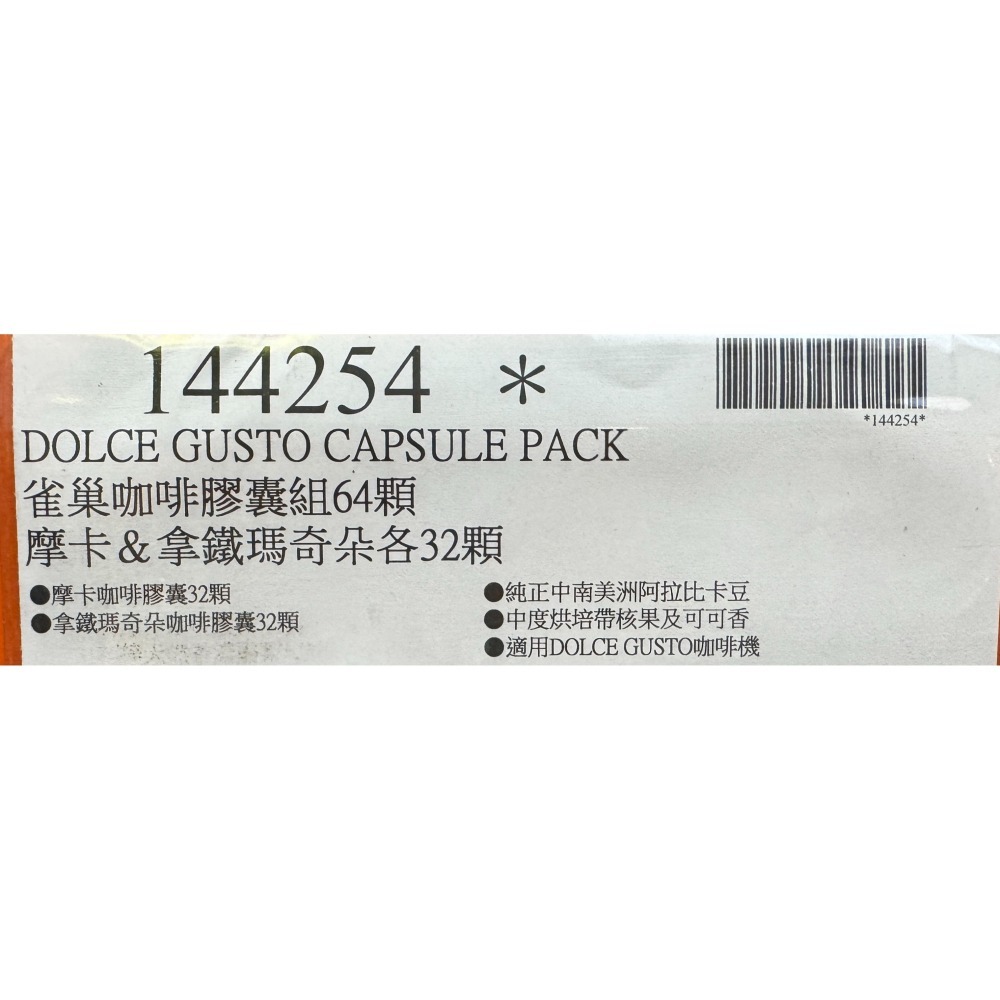 144254 *
*144254*
DOLCE GUSTO CAPSULE PACK
雀巢咖啡膠囊組64顆
摩卡&拿鐵瑪奇朵各32顆
●摩卡咖啡膠囊32顆
●拿鐵瑪奇朵咖啡膠囊32顆
●純正中南美洲阿拉比卡豆
●中度烘培帶核果及可可香
●適用DOLCE GUSTO咖啡機